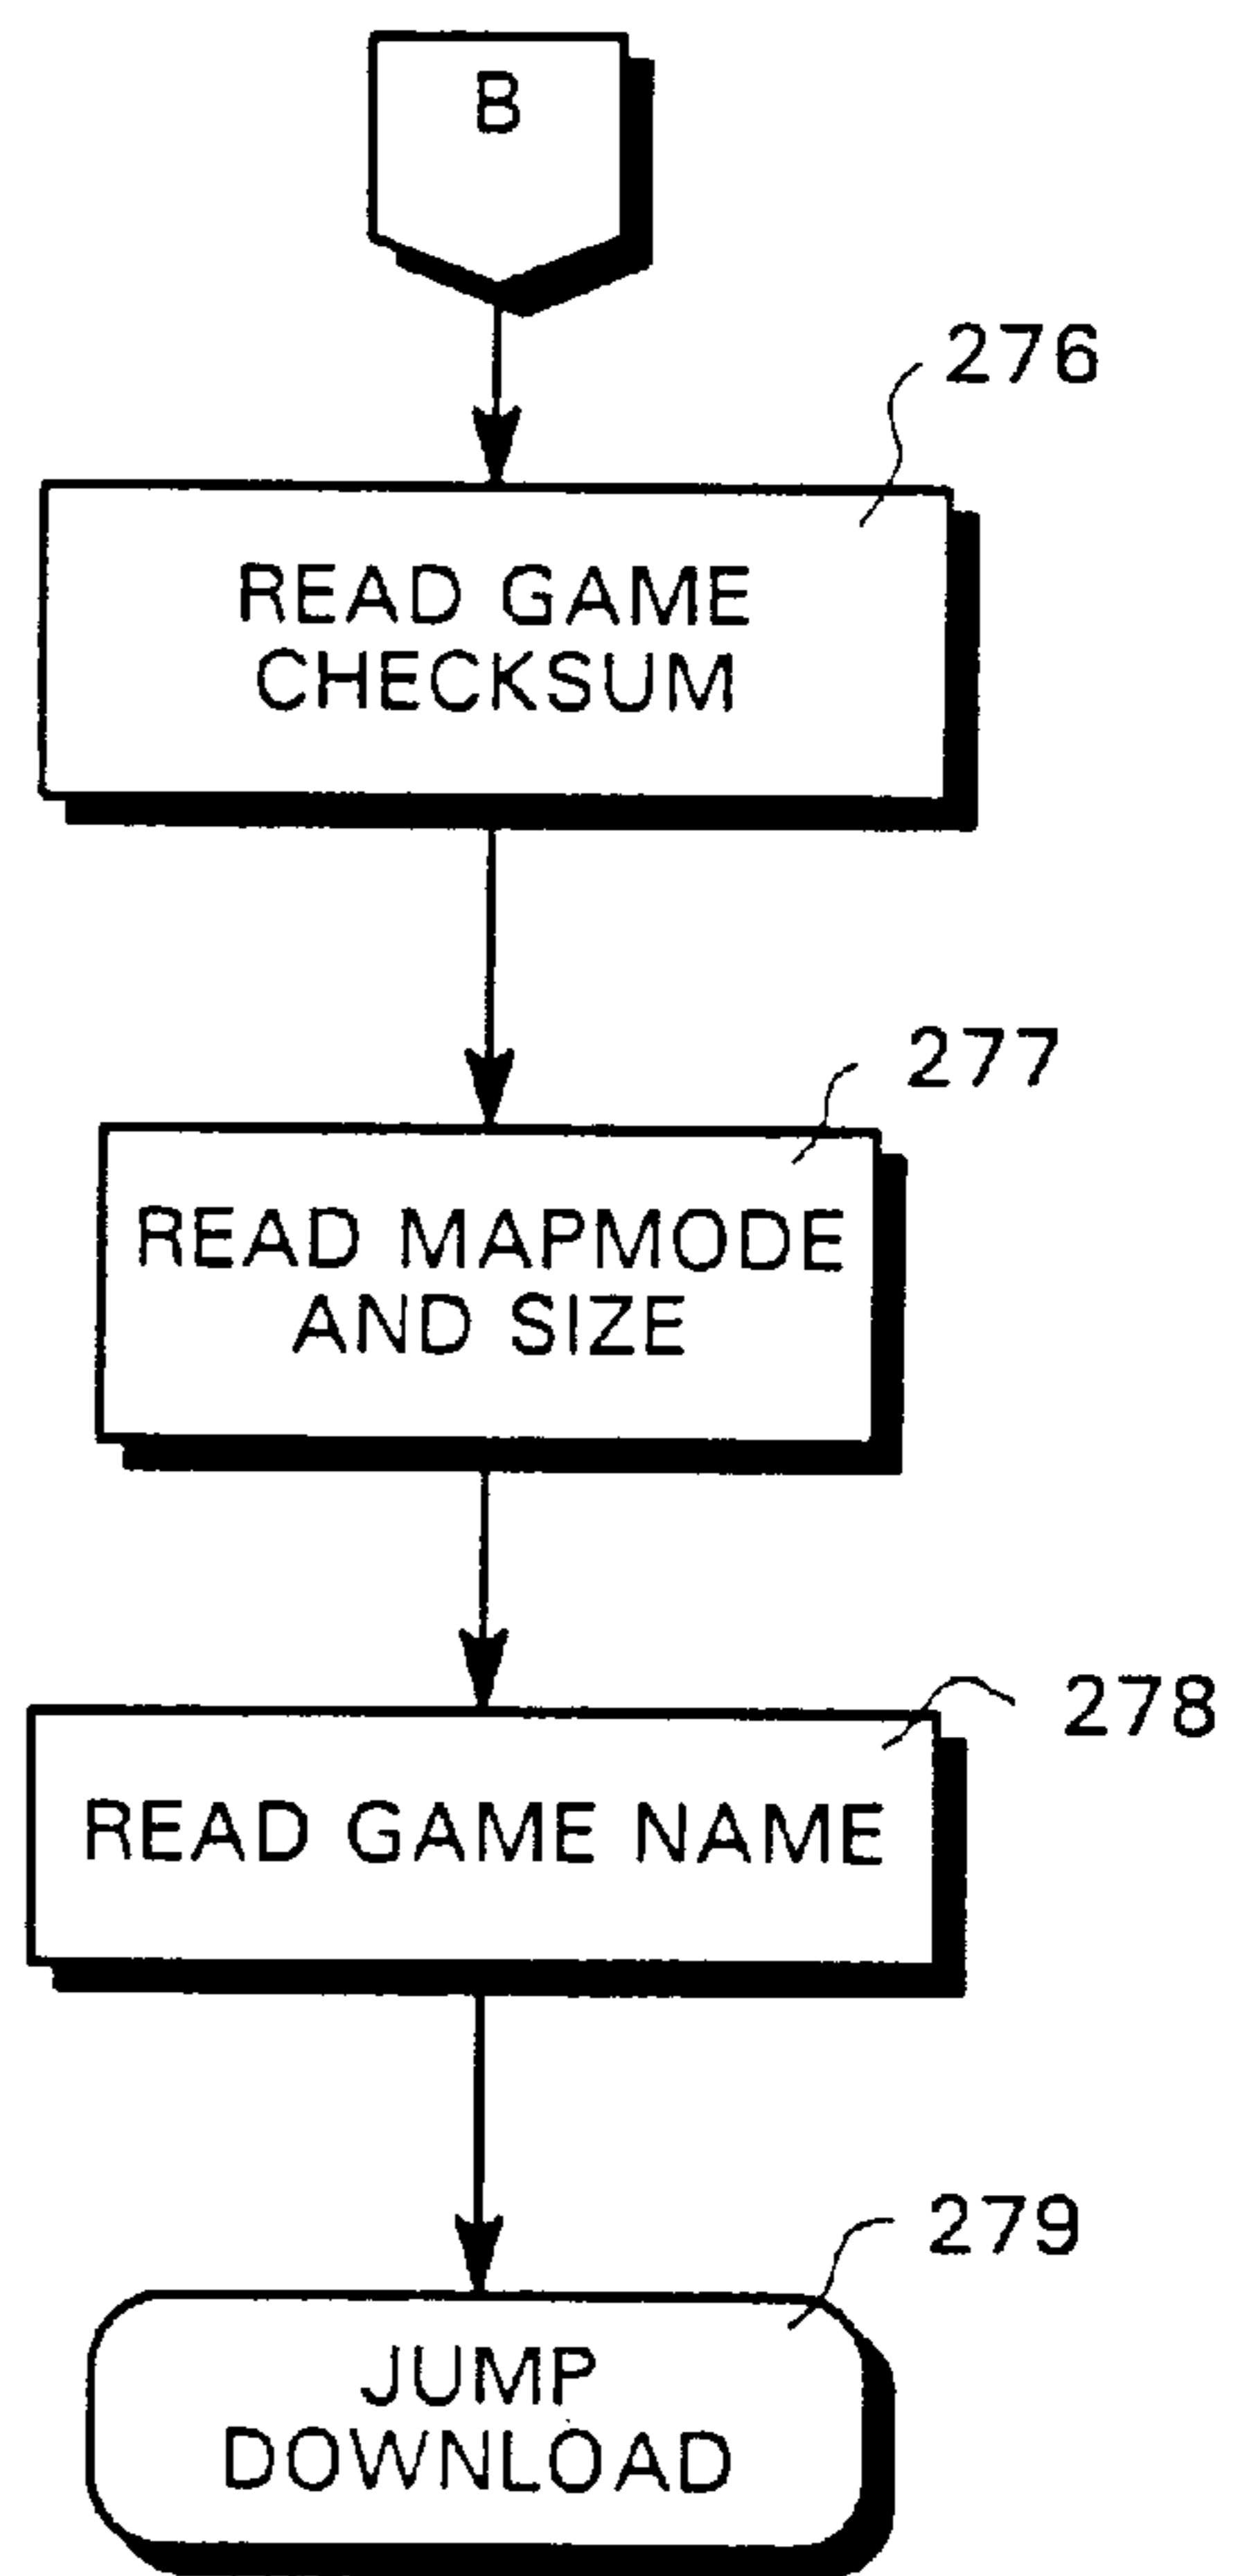 B
276
READ GAME
CHECKSUM
277
READ MAPMODE
AND SIZE
278
READ GAME NAME
279
JUMP
DOWNLOAD